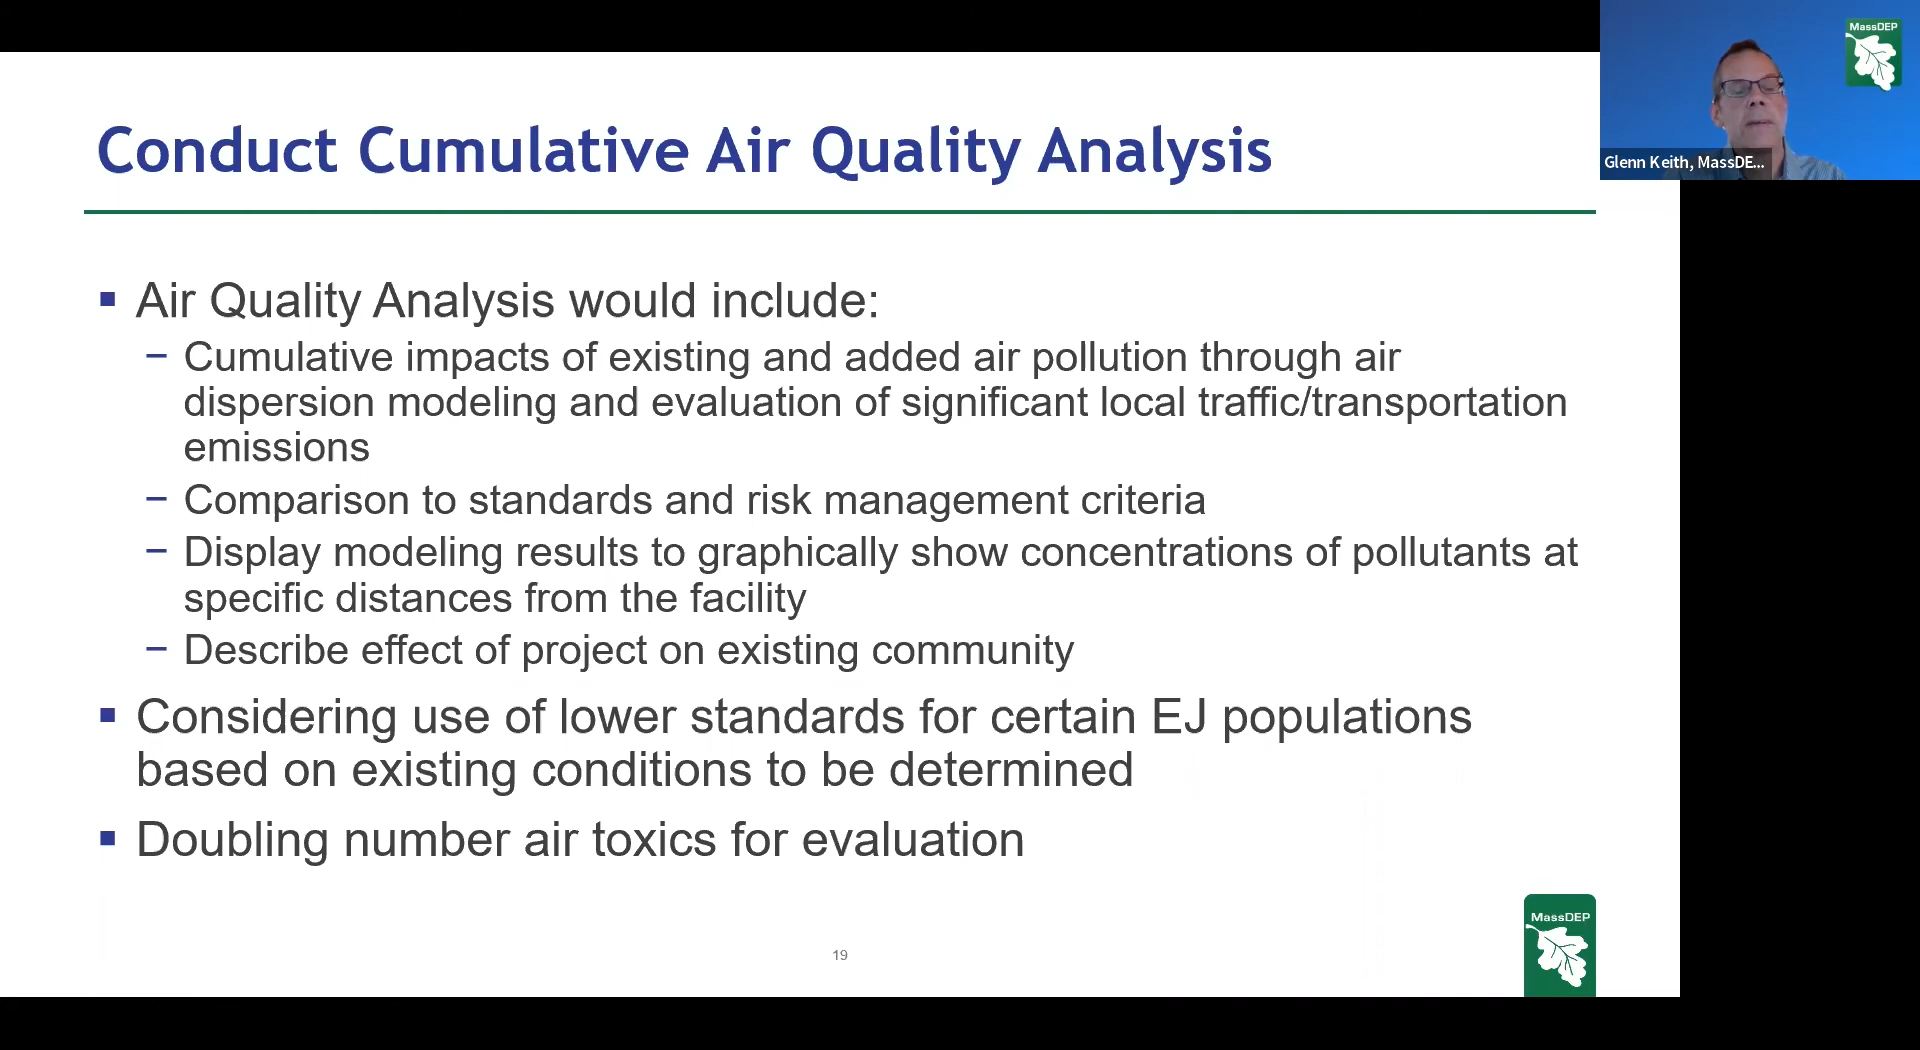 MassDEP
Glenn Keith, MassDE...
Conduct Cumulative Air Quality Analysis
▪ Air Quality Analysis would include:
− Cumulative impacts of existing and added air pollution through air
dispersion modeling and evaluation of significant local traffic/transportation
emissions
− Comparison to standards and risk management criteria
− Display modeling results to graphically show concentrations of pollutants at
specific distances from the facility
− Describe effect of project on existing community
▪ Considering use of lower standards for certain EJ populations
based on existing conditions to be determined
▪ Doubling number air toxics for evaluation
MassDEP
19